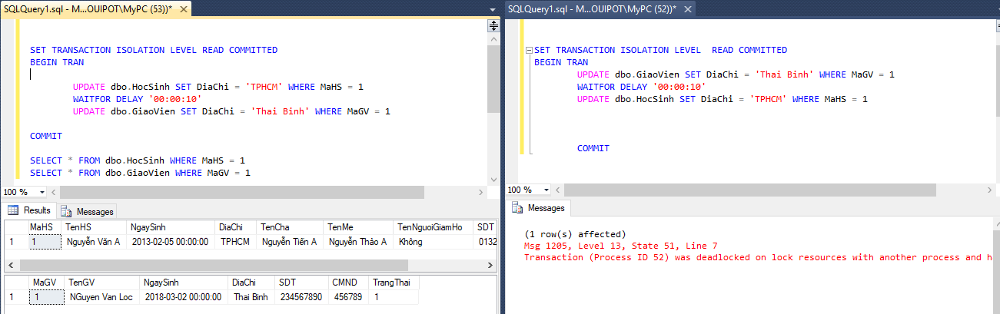 SQLQuery1.sql - M...OUIPOT\MyPC (53))*
SET TRANSACTION ISOLATION LEVEL READ COMMITTED
BEGIN TRAN
UPDATE dbo.HocSinh SET DiaChi = 'TPHCM' WHERE MaHS = 1
WAITFOR DELAY '00:00:10'
UPDATE dbo.GiaoVien SET DiaChi = 'Thai Binh' WHERE MaGV = 1
COMMIT
SELECT * FROM dbo.HocSinh WHERE MaHS = 1
SELECT * FROM dbo.GiaoVien WHERE MaGV = 1
100 %
Results Messages
MaHS TenHS NgaySinh DiaChi TenCha TenMe TenNguoiGiamHo SDT
1 1 Nguyễn Văn A 2013-02-05 00:00:00 TPHCM Nguyễn Tiến A Nguyễn Thảo A Không 0132
MaGV TenGV NgaySinh DiaChi SDT CMND TrangThai
1 1 NGuyen Van Loc 2018-03-02 00:00:00 Thai Binh 234567890 456789 1
SQLQuery1.sql - M...OUIPOT\MyPC (52))*
SET TRANSACTION ISOLATION LEVEL  READ COMMITTED
BEGIN TRAN
UPDATE dbo.GiaoVien SET DiaChi = 'Thai Binh' WHERE MaGV = 1
WAITFOR DELAY '00:00:10'
UPDATE dbo.HocSinh SET DiaChi = 'TPHCM' WHERE MaHS = 1
COMMIT
100 %
Messages
(1 row(s) affected)
Msg 1205, Level 13, State 51, Line 7
Transaction (Process ID 52) was deadlocked on lock resources with another process and h